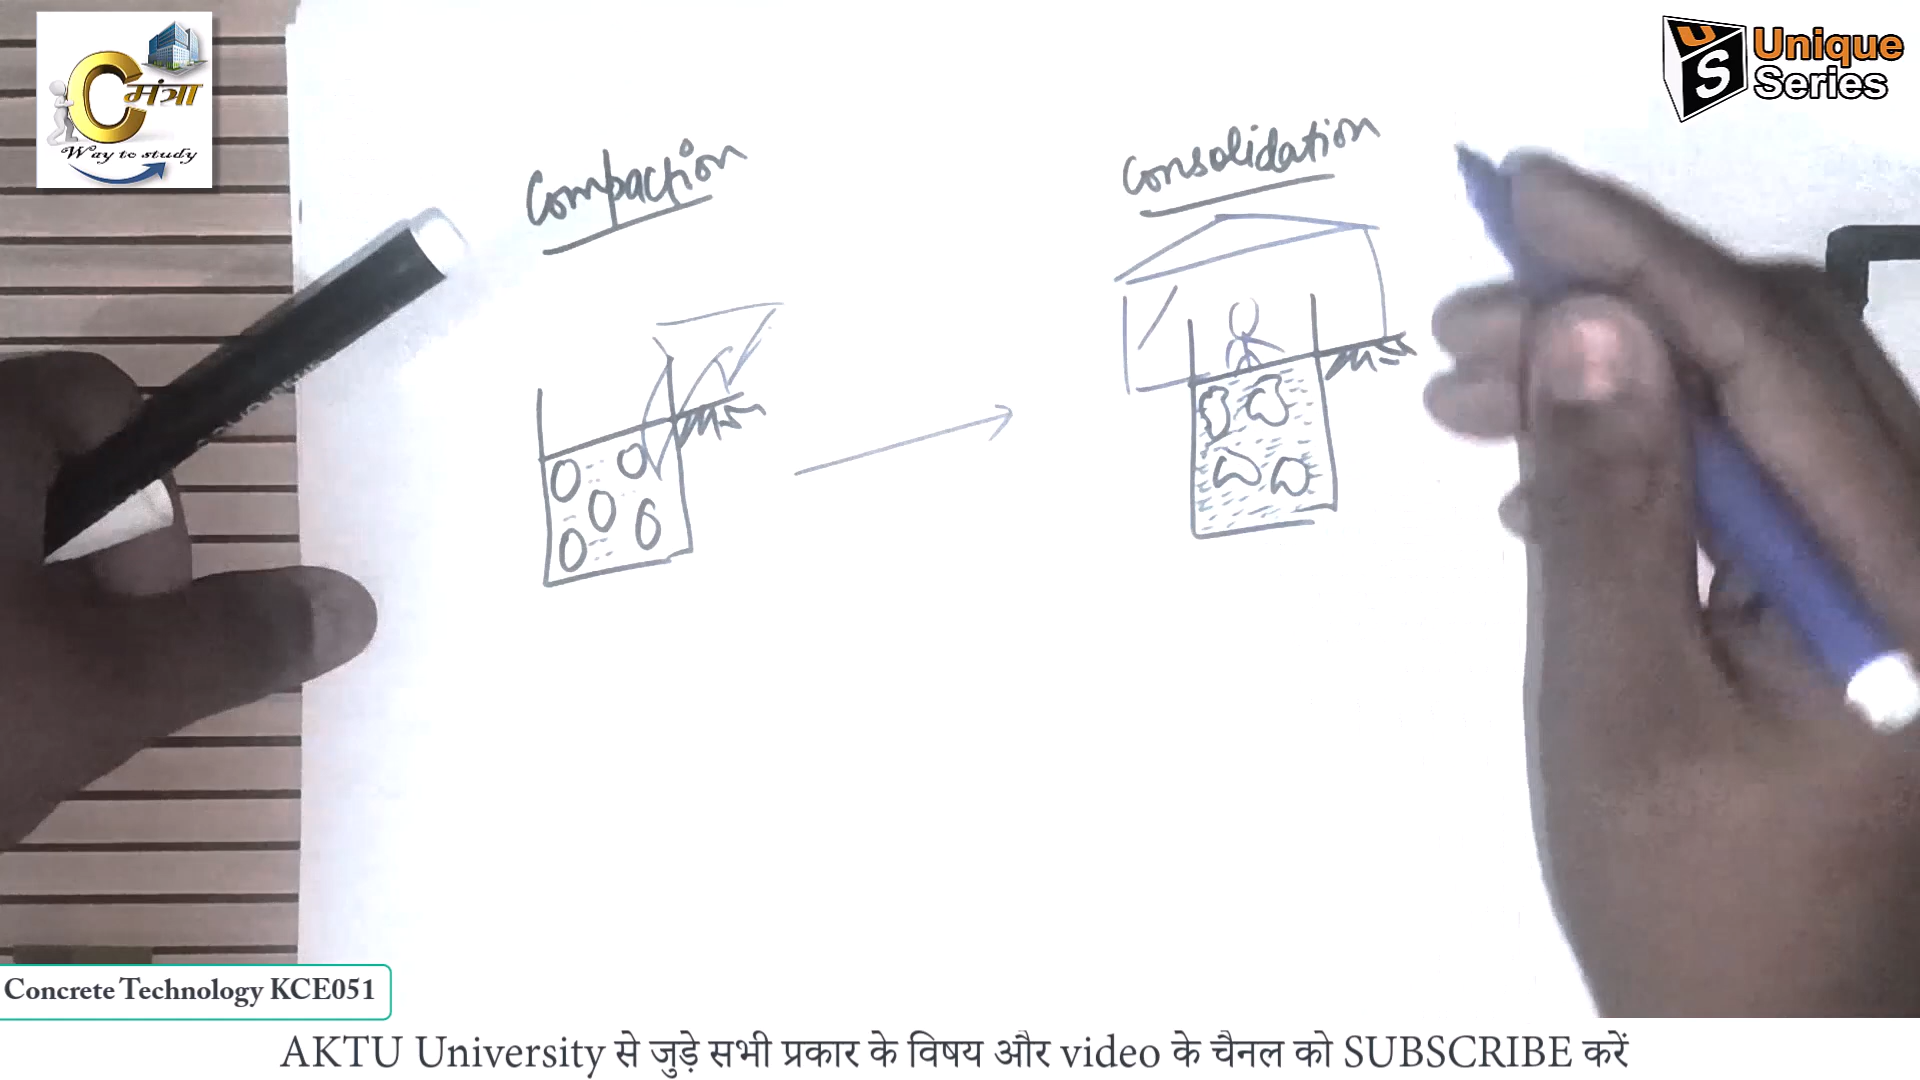 C मंत्रा
Way to study
US
Unique
Series
Compaction
Consolidation
Concrete Technology KCE051
AKTU University से जुड़े सभी प्रकार के विषय और video के चैनल को SUBSCRIBE करें